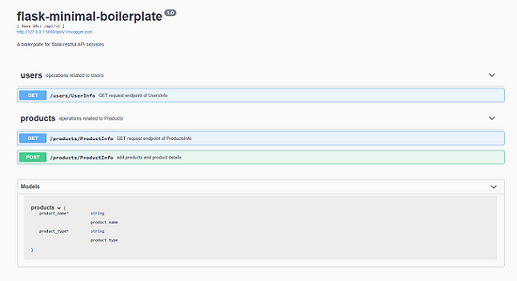 flask-minimal-boilerplate 1.0
[ Base URL: /api/v1 ]
http://127.0.0.1:5000/api/v1/swagger.json
A boilerplate for flask-restful API services
users operations related to Users
GET /users/UserInfo GET request endpoint of UsersInfo
products operations related to Products
GET /products/ProductInfo GET request endpoint of ProductsInfo
POST /products/ProductInfo add products and product details
Models
products {
product_name* string
product name
product_type* string
product type
}